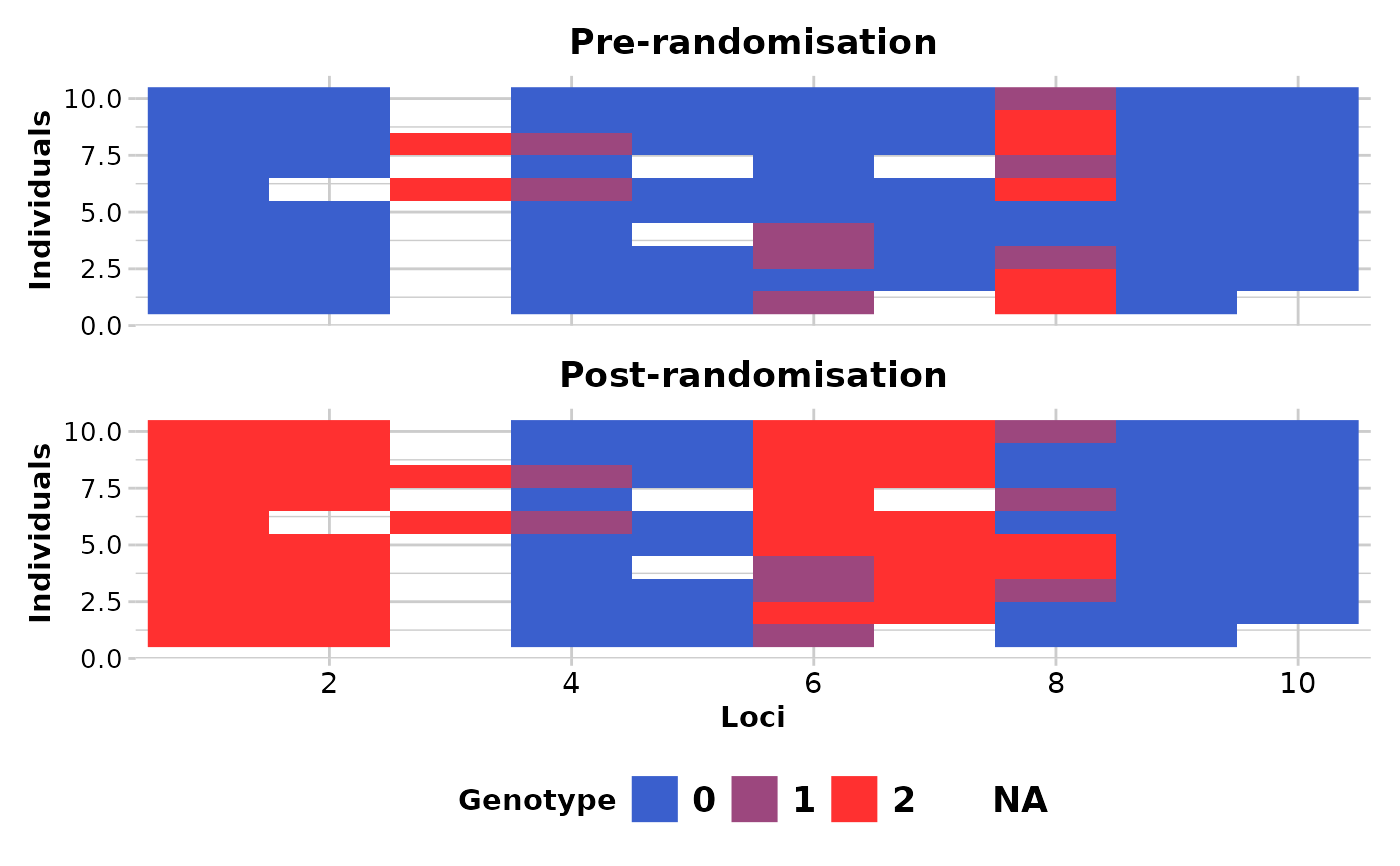 Pre-randomisation
10.0
7.5
5.0
2.5
0.0
Individuals
Post-randomisation
10.0
7.5
5.0
2.5
0.0
Individuals
2 4 6 8 10
Loci
Genotype 0 1 2 NA